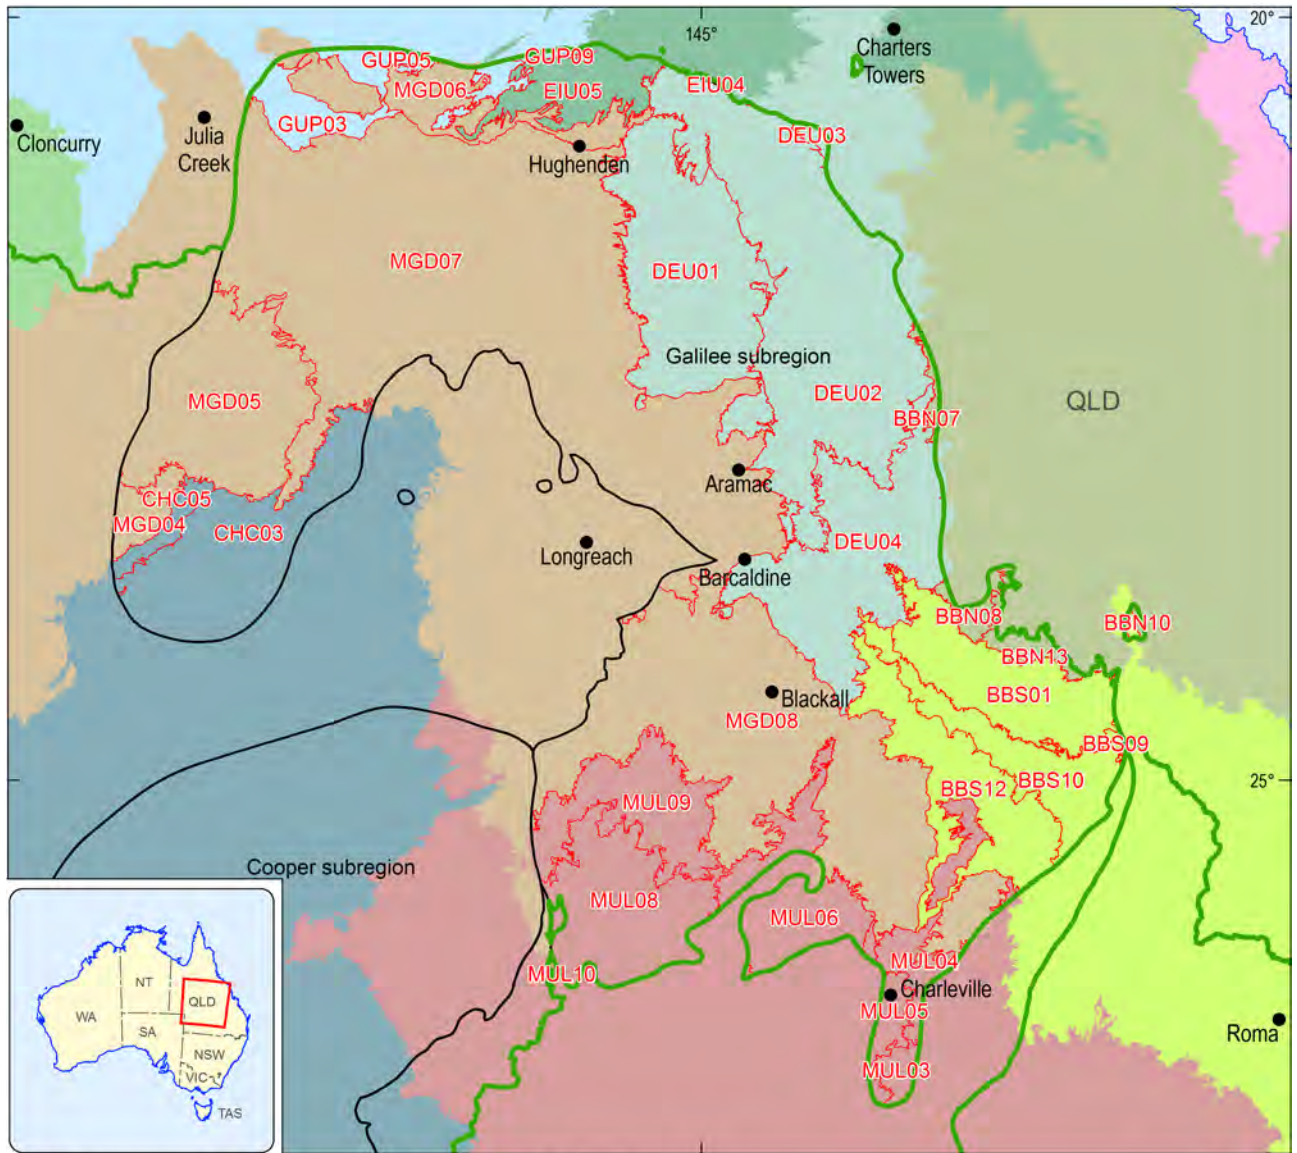 20°
145°
Charters
Towers
GUP05
GUP09
MGD06
EIU05
EIU04
GUP03
Julia
Creek
Cloncurry
DEU03
Hughenden
MGD07
DEU01
Galilee subregion
DEU02
MGD05
BBN07
QLD
Aramac
CHC05
MGD04
CHC03
DEU04
Longreach
Barcaldine
BBN08
BBN10
BBN13
BBS01
Blackall
MGD08
BBS09
25°
BBS10
BBS12
MUL09
Cooper subregion
MUL08
MUL06
MUL10
MUL04
Charleville
MUL05
MUL03
Roma
NT
QLD
WA
SA
NSW
VIC
TAS